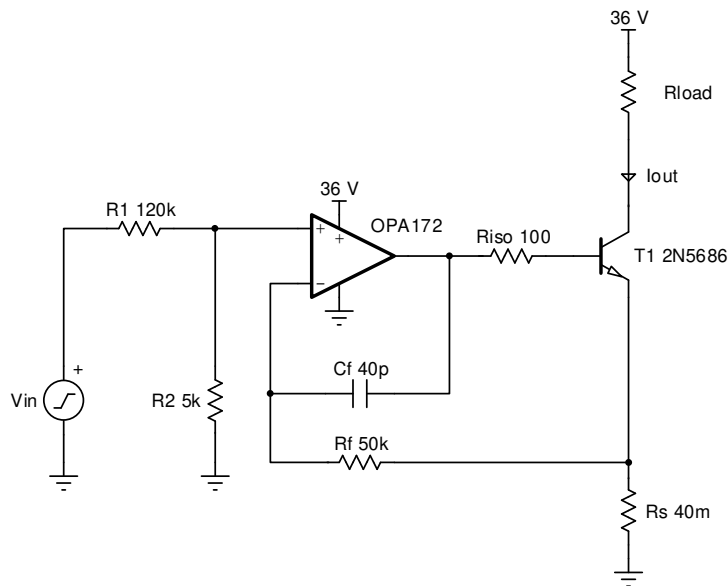 36 V
Rload
Iout
36 V
R1 120k
OPA172
+
+
−
Riso 100
T1 2N5686
Cf 40p
+
Vin
R2 5k
Rf 50k
Rs 40m